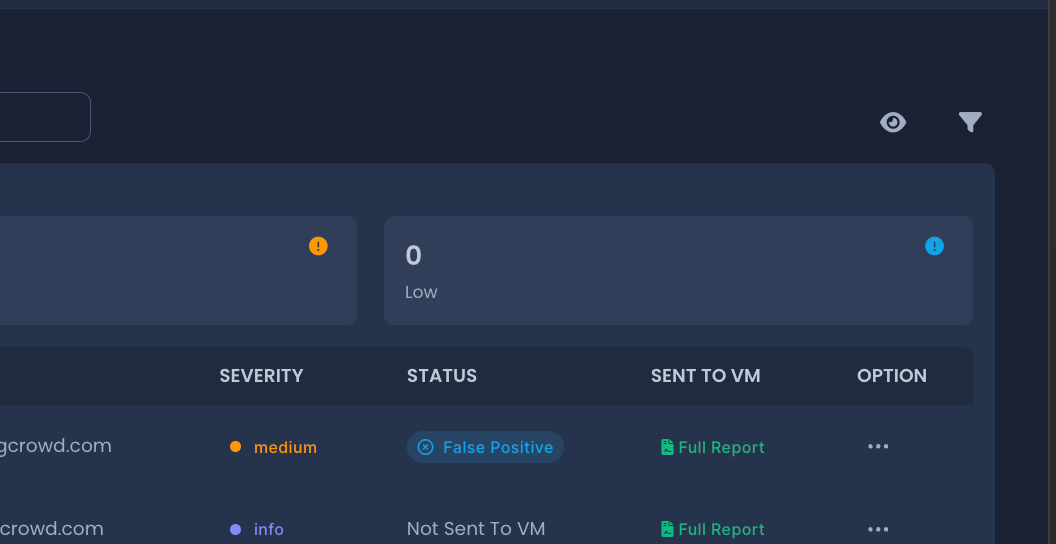 0
Low
SEVERITY STATUS SENT TO VM OPTION
gcrowd.com medium False Positive Full Report
crowd.com info Not Sent To VM Full Report